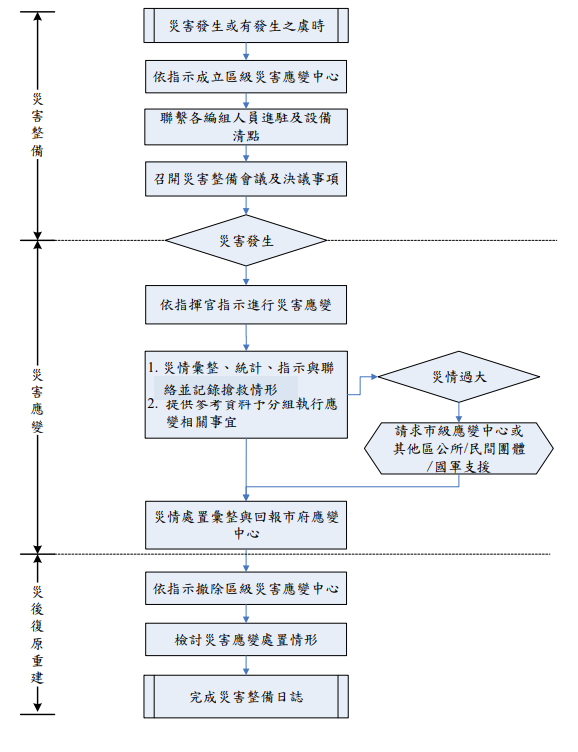 災害發生或有發生之虞時
依指示成立區級災害應變中心
聯繫各編組人員進駐及設備
清點
召開災害整備會議及決議事項
災害整備
災害發生
依指揮官指示進行災害應變
1. 災情彙整、統計、指示與聯
絡並記錄搶救情形
2. 提供參考資料予分組執行應
變相關事宜
災情過大
請求市級應變中心或
其他區公所/民間團體
/國軍支援
災害應變
災情處置彙整與回報市府應變
中心
依指示撤除區級災害應變中心
檢討災害應變處置情形
完成災害整備日誌
災後復原重建